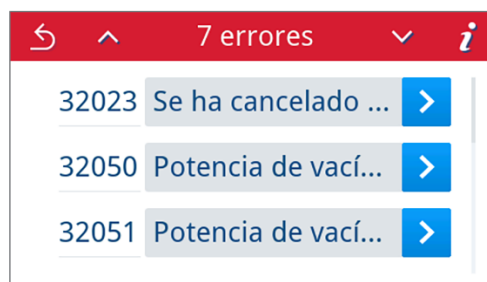 7 errores
32023 Se ha cancelado ...
32050 Potencia de vací...
32051 Potencia de vací...